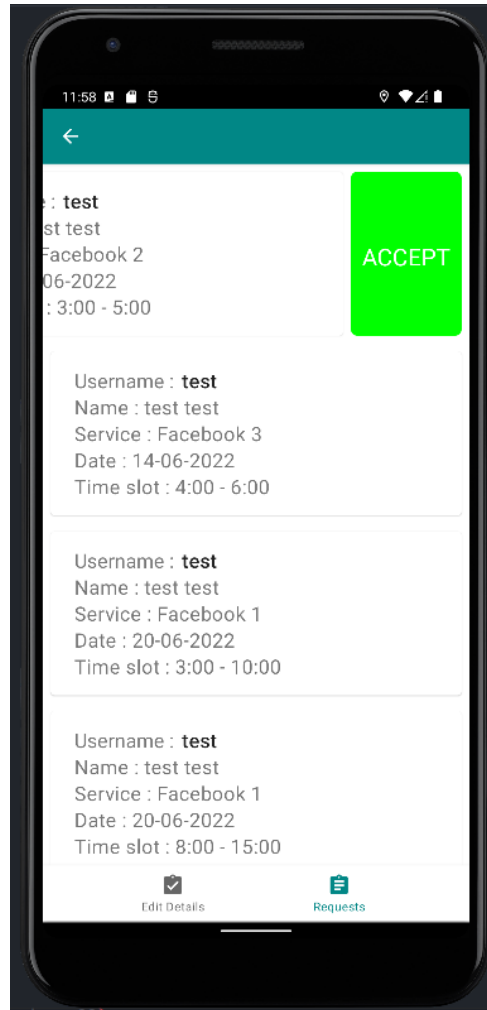 11:58
: test
st test
Facebook 2
06-2022
: 3:00 - 5:00
ACCEPT
Username : test
Name : test test
Service : Facebook 3
Date : 14-06-2022
Time slot : 4:00 - 6:00
Username : test
Name : test test
Service : Facebook 1
Date : 20-06-2022
Time slot : 3:00 - 10:00
Username : test
Name : test test
Service : Facebook 1
Date : 20-06-2022
Time slot : 8:00 - 15:00
Edit Details
Requests